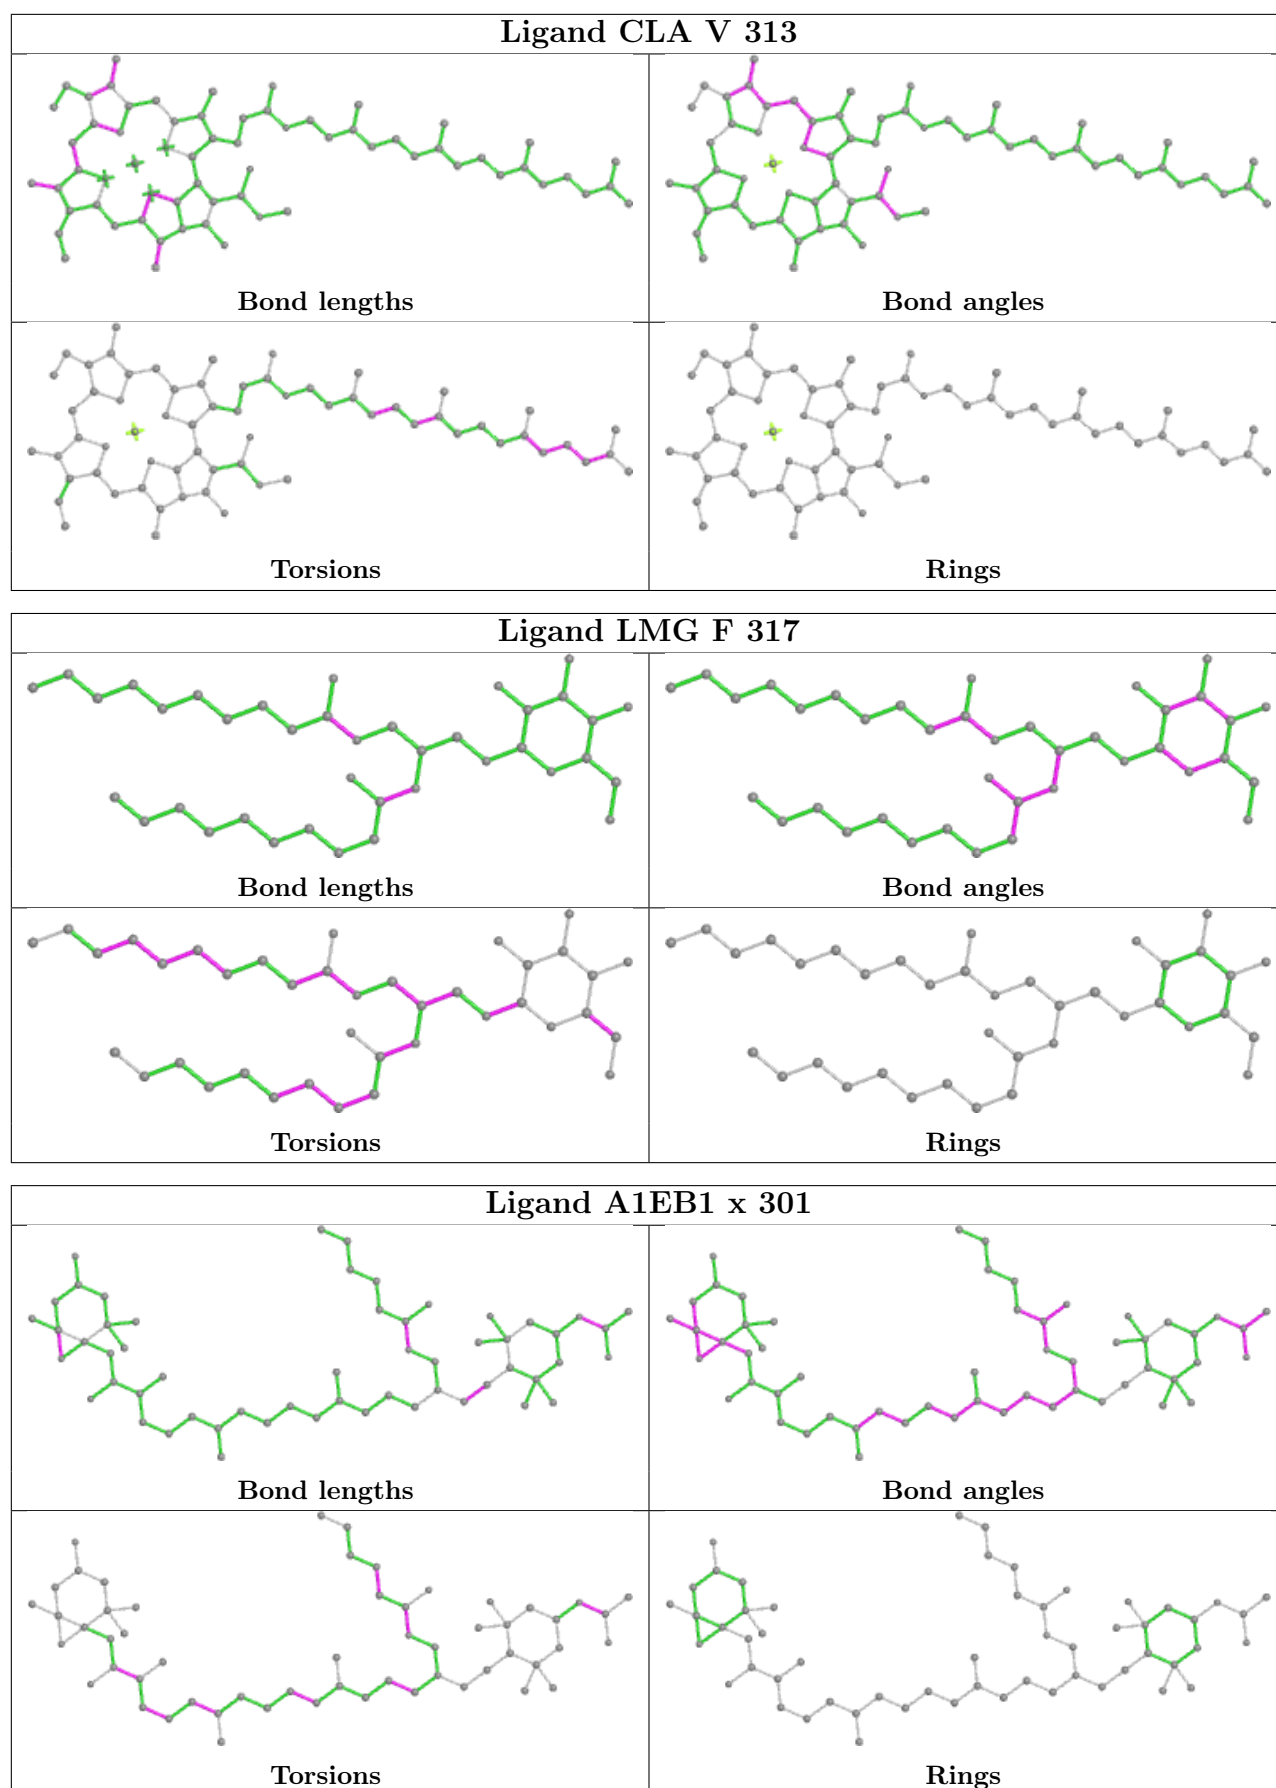 Ligand CLA V 313
Bond lengths
Bond angles
Torsions
Rings
Ligand LMG F 317
Bond lengths
Bond angles
Torsions
Rings
Ligand A1EB1 x 301
Bond lengths
Bond angles
Torsions
Rings